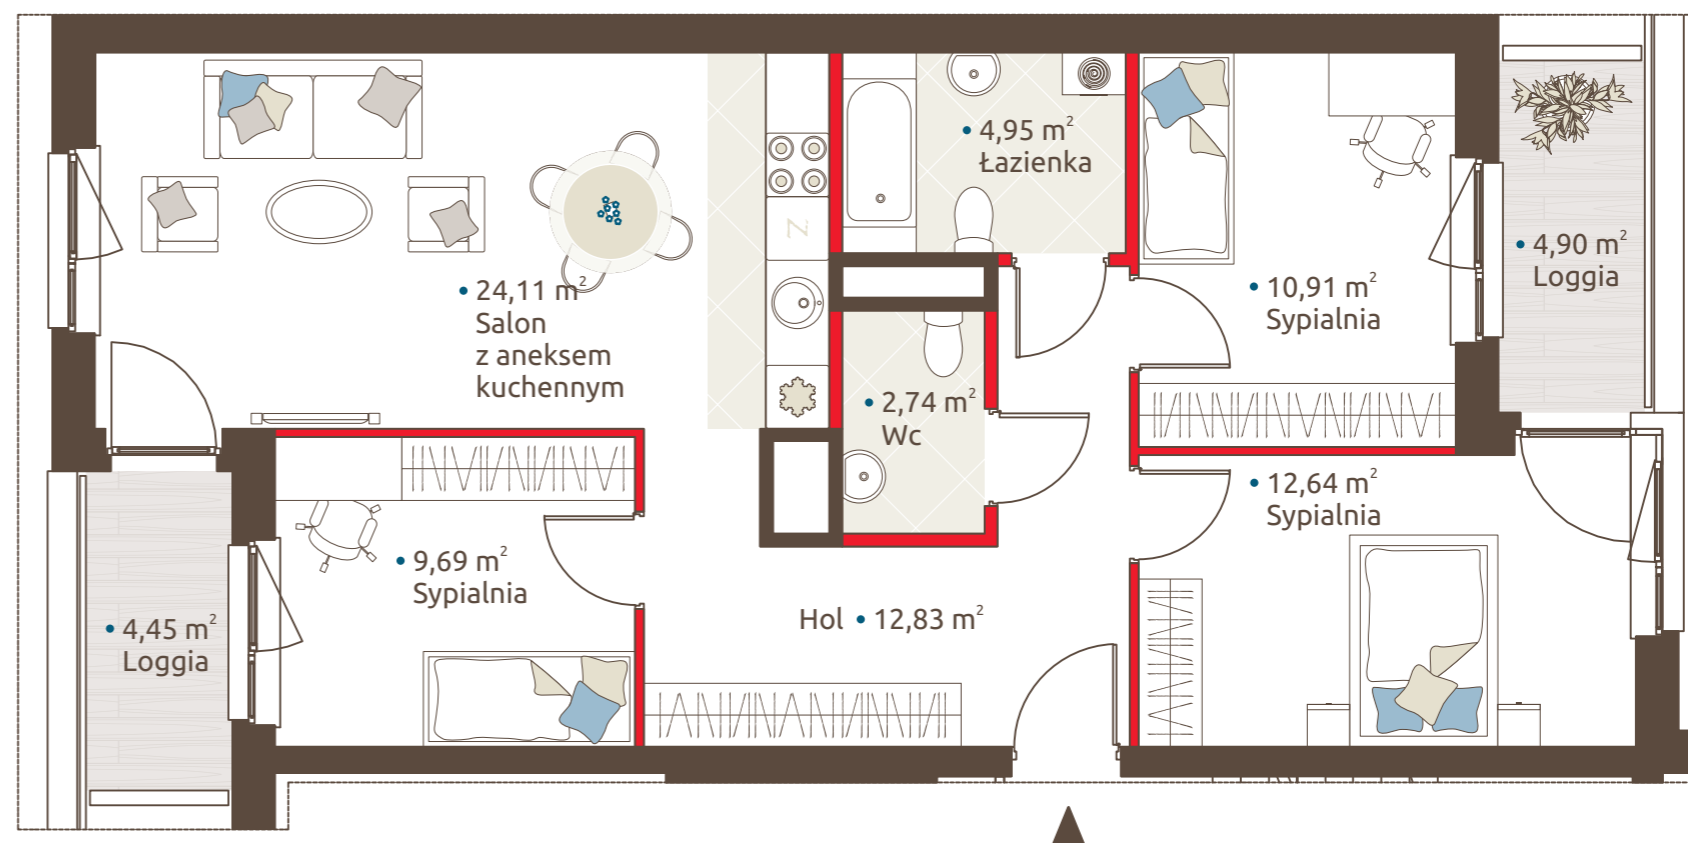 • 4,95 m²
Łazienka
• 4,90 m²
Loggia
• 24,11 m²
Salon
z aneksem
kuchennym
Z
• 10,91 m²
Sypialnia
• 2,74 m²
Wc
• 12,64 m²
Sypialnia
• 9,69 m²
Sypialnia
• 4,45 m²
Loggia
Hol • 12,83 m²